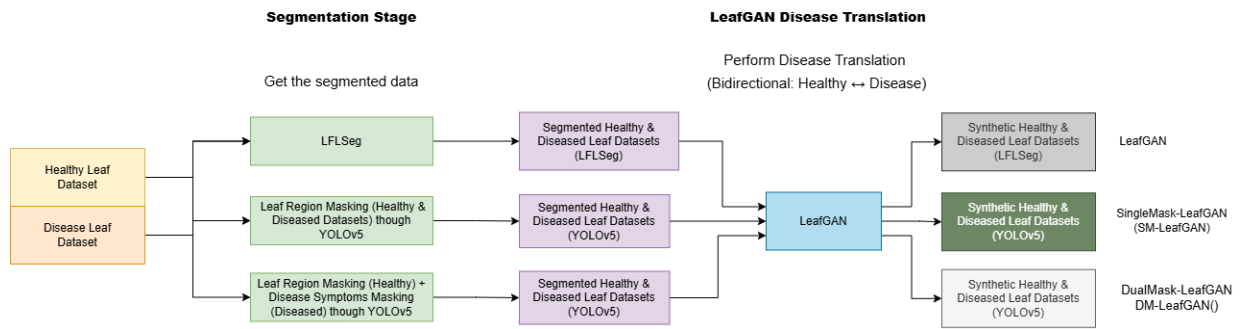 Segmentation Stage
LeafGAN Disease Translation
Get the segmented data
Perform Disease Translation
(Bidirectional: Healthy ↔ Disease)
Healthy Leaf
Dataset
Disease Leaf
Dataset
LFLSeg
Segmented Healthy &
Diseased Leaf Datasets
(LFLSeg)
Synthetic Healthy &
Diseased Leaf Datasets
(LFLSeg)
LeafGAN
Leaf Region Masking (Healthy &
Diseased Datasets) though
YOLOv5
Segmented Healthy &
Diseased Leaf Datasets
(YOLOv5)
LeafGAN
Synthetic Healthy &
Diseased Leaf Datasets
(YOLOv5)
SingleMask-LeafGAN
(SM-LeafGAN)
Leaf Region Masking (Healthy) +
Disease Symptoms Masking
(Diseased) though YOLOv5
Segmented Healthy &
Diseased Leaf Datasets
(YOLOv5)
Synthetic Healthy &
Diseased Leaf Datasets
(YOLOv5)
DualMask-LeafGAN
DM-LeafGAN()